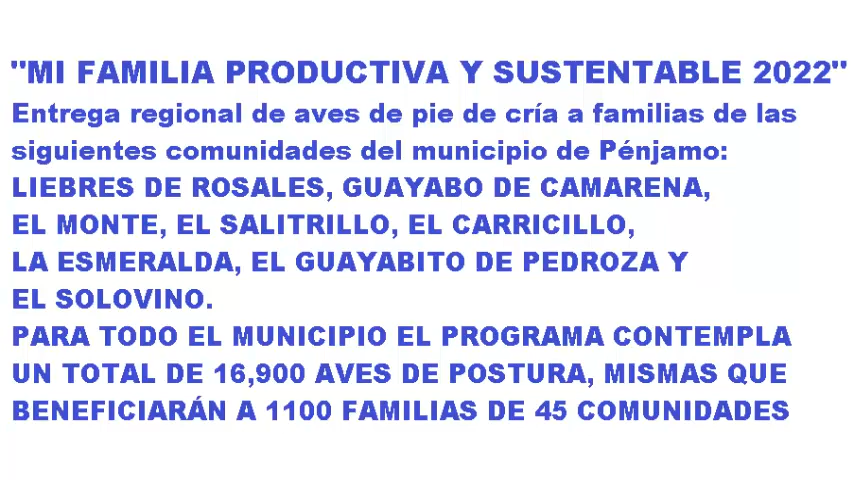 "MI FAMILIA PRODUCTIVA Y SUSTENTABLE 2022"
Entrega regional de aves de pie de cría a familias de las
siguientes comunidades del municipio de Pénjamo:
LIEBRES DE ROSALES, GUAYABO DE CAMARENA,
EL MONTE, EL SALITRILLO, EL CARRICILLO,
LA ESMERALDA, EL GUAYABITO DE PEDROZA Y
EL SOLOVINO.
PARA TODO EL MUNICIPIO EL PROGRAMA CONTEMPLA
UN TOTAL DE 16,900 AVES DE POSTURA, MISMAS QUE
BENEFICIARÁN A 1100 FAMILIAS DE 45 COMUNIDADES